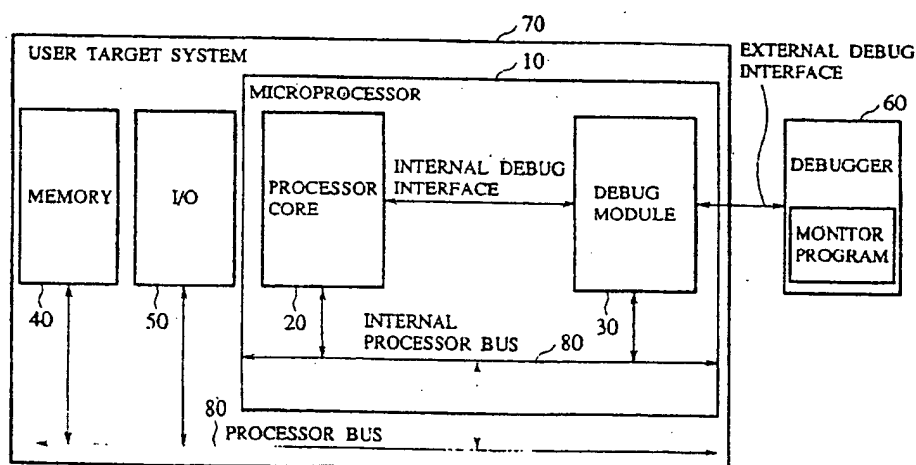 70
USER TARGET SYSTEM
10
EXTERNAL DEBUG
INTERFACE
MICROPROCESSOR
60
MEMORY
I/O
PROCESSOR
CORE
INTERNAL DEBUG
INTERFACE
DEBUG
MODULE
DEBUGGER
MONITOR
PROGRAM
40
50
20
30
INTERNAL
PROCESSOR BUS
80
80
PROCESSOR BUS